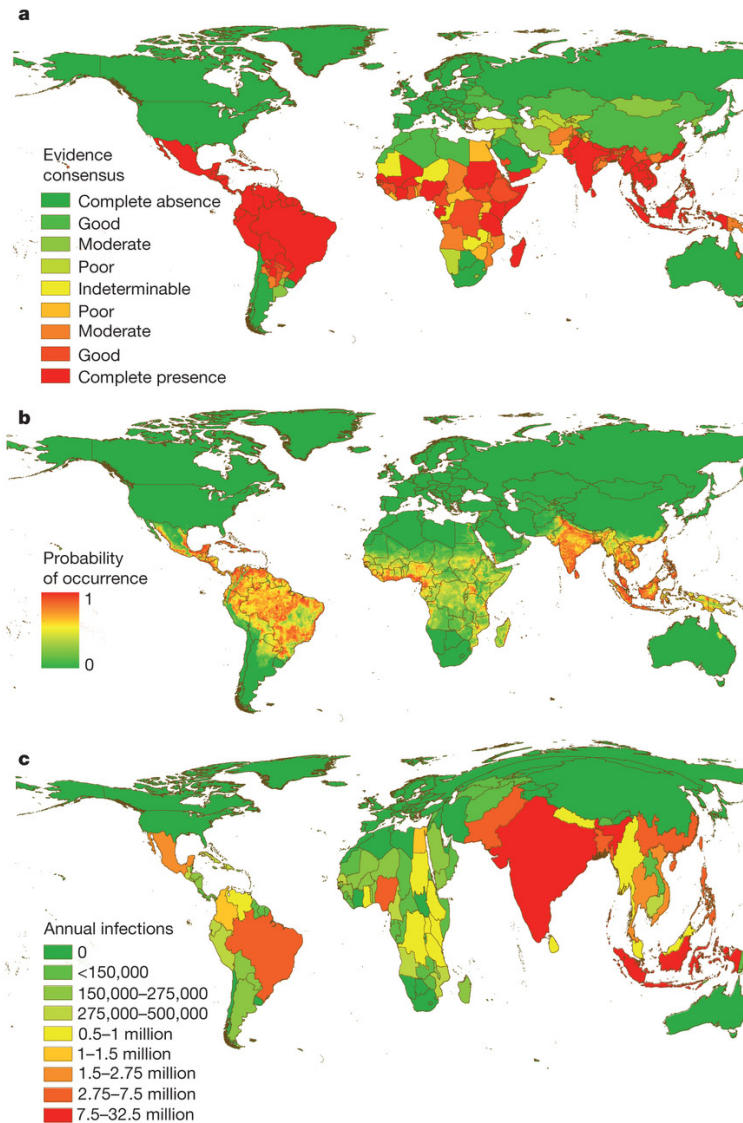 a
Evidence
consensus
Complete absence
Good
Moderate
Poor
Indeterminable
Poor
Moderate
Good
Complete presence
b
Probability
of occurrence
1
0
c
Annual infections
0
<150,000
150,000–275,000
275,000–500,000
0.5–1 million
1–1.5 million
1.5–2.75 million
2.75–7.5 million
7.5–32.5 million